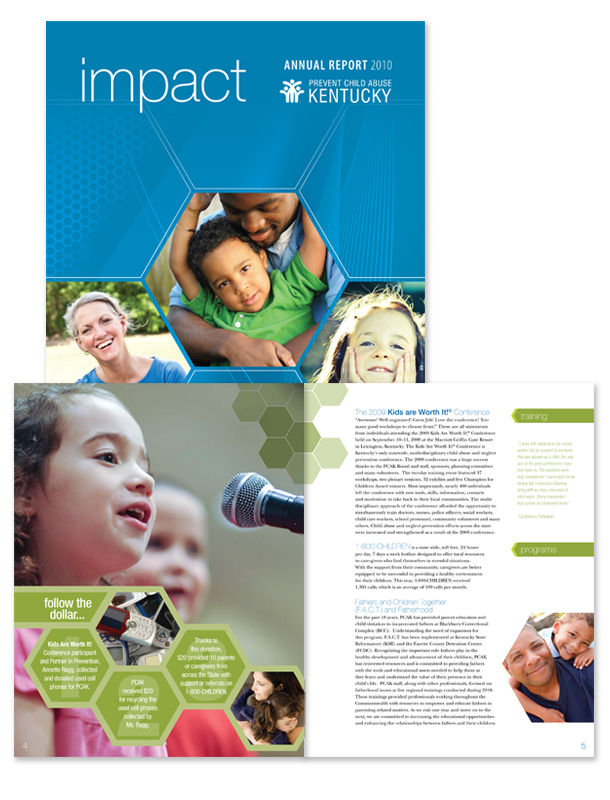 impact
ANNUAL REPORT 2010
PREVENT CHILD ABUSE
KENTUCKY
follow the
dollar...
Kids Are Worth It!
Conference participant
and Partner in Prevention,
Annette Ragg, collected
and donated used cell
phones for PCAK.
PCAK
received $20
for recycling the
used cell phones
collected by
Ms. Ragg.
Thanks to
this donation,
$20 provided 10 parents
or caregivers from
across the State with
support or referrals on
1-800-CHILDREN.
4
The 2009 Kids are Worth It!® Conference
"Awesome! Well organized! Great Job! Love the conference! Too
many good workshops to choose from!" These are all statements
from individuals attending the 2009 Kids Are Worth It!® Conference
held on September 10-11, 2009 at the Marriott Griffin Gate Resort
in Lexington, Kentucky. The Kids Are Worth It!® Conference is
Kentucky's only statewide, multidisciplinary child abuse and neglect
prevention conference. The 2009 conference was a huge success
thanks to the PCAK Board and staff, sponsors, planning committee
and many volunteers. The two-day training event featured 37
workshops, two plenary sessions, 32 exhibits and five Champion for
Children Award winners. Most importantly, nearly 400 individuals
left the conference with new tools, skills, information, contacts
and motivation to take back to their local communities. The multi-
disciplinary approach of the conference afforded the opportunity to
simultaneously train doctors, nurses, police officers, social workers,
child care workers, school personnel, community volunteers and many
others. Child abuse and neglect prevention efforts across the state
were increased and strengthened as a result of the 2009 conference.
1-800-CHILDREN is a state-wide, toll-free, 24 hours
per day, 7 days a week hotline designed to offer local resources
to caregivers who find themselves in stressful situations.
With the support from their community, caregivers are better
equipped to be successful in providing a healthy environment
for their children. This year, 1-800-CHILDREN received
1,301 calls, which is an average of 109 calls per month.
Fathers and Children Together
(F.A.C.T.) and Fatherhood
For the past 18 years, PCAK has provided parent education and
child visitation to incarcerated fathers at Blackburn Correctional
Complex (BCC). Understanding the need of expansion for
this program, F.A.C.T. has been implemented at Kentucky State
Reformatory (KSR) and the Fayette County Detention Center
(FCDC). Recognizing the important role fathers play in the
healthy development and advancement of their children, PCAK
has reinvested resources and is committed to providing fathers
with the tools and educational assets needed to help them as
they learn and understand the value of their presence in their
child's life. PCAK staff, along with other professionals, focused on
fatherhood issues at five regional trainings conducted during 2010.
These trainings provided professionals working throughout the
Commonwealth with resources to empower and educate fathers in
parenting related matters. As we exit our year and move on to the
next, we are committed to increasing the educational opportunities
and enhancing the relationships between fathers and their children.
training
Conference Participant
programs
5